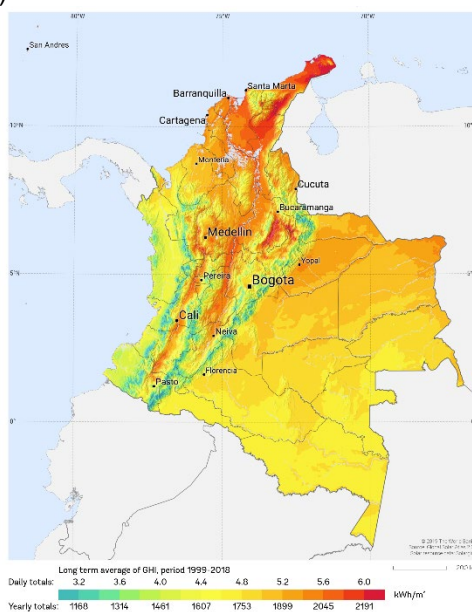 80°W 75°W 70°W
San Andres
Santa Marta
Barranquilla
Cartagena
Monteria
Cucuta
Bucaramanga
Medellin
Yopal
Pereira
Bogota
5°N
Cali
Neiva
Florencia
Pasto
0°
Long term average of GHI, period 1999-2018
Daily totals: 3.2 3.6 4.0 4.4 4.8 5.2 5.6 6.0
kWh/m²
Yearly totals: 1168 1314 1461 1607 1753 1899 2045 2191